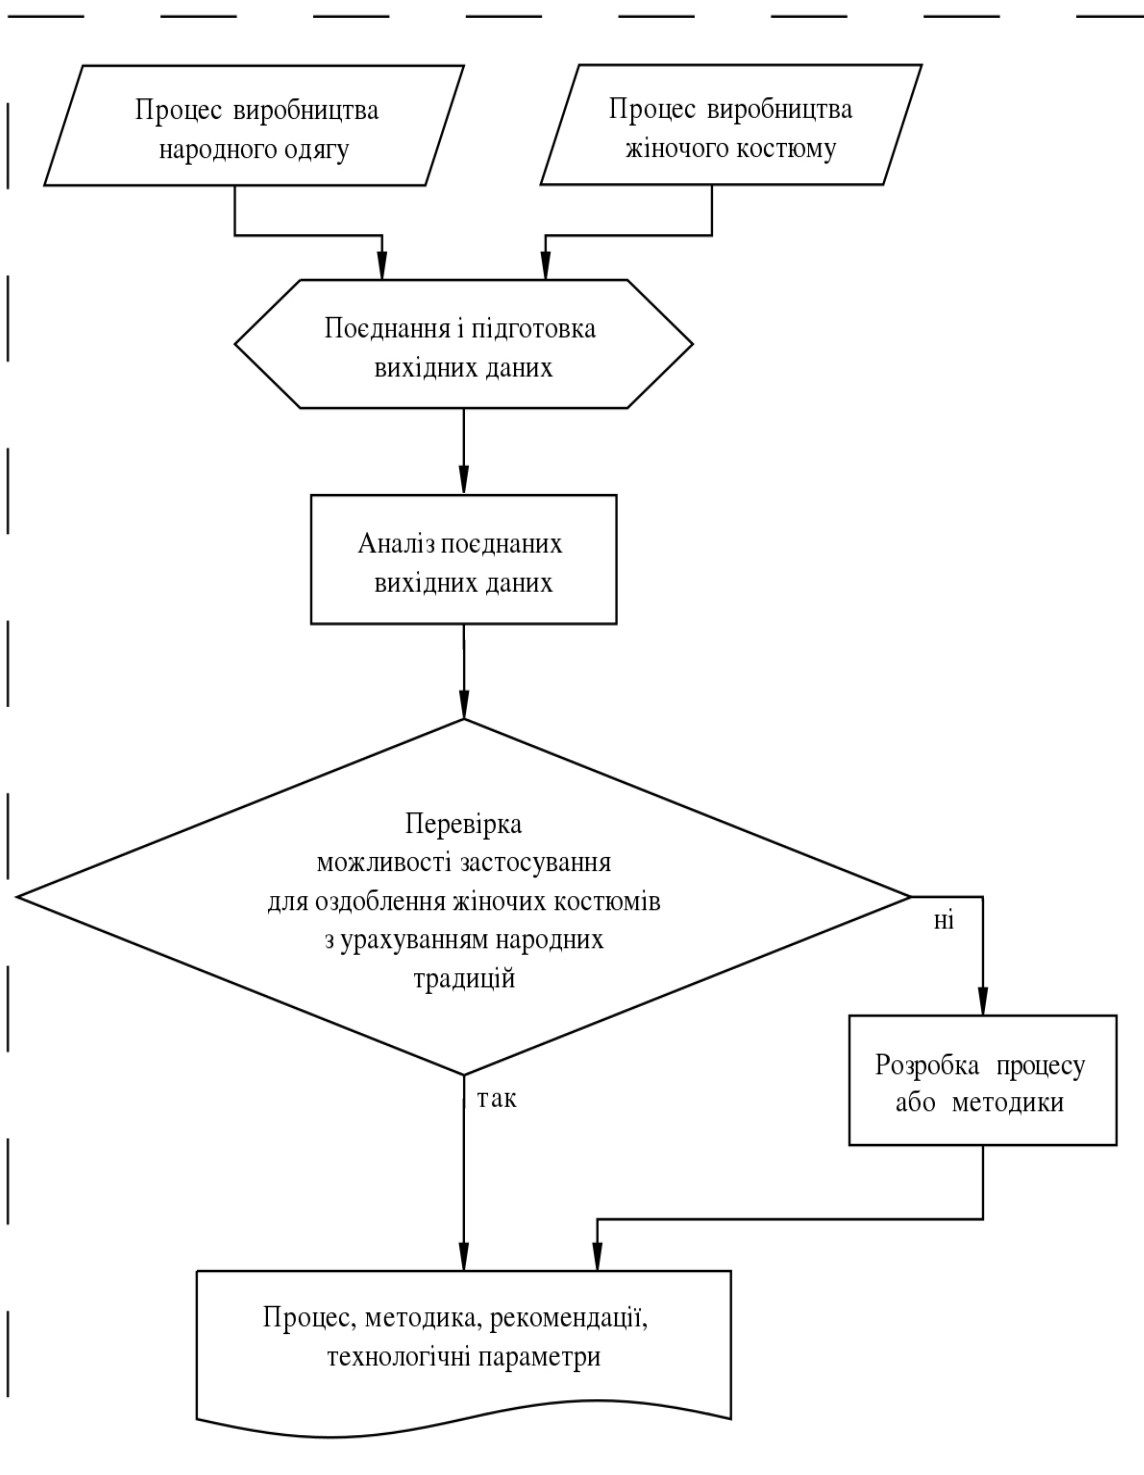 Процес виробництва
народного одягу
Процес виробництва
жіночого костюму
Поєднання і підготовка
вихідних даних
Аналіз поєднаних
вихідних даних
Перевірка
можливості застосування
для оздоблення жіночих костюмів
з урахуванням народних
традицій
ні
Розробка процесу
або методики
так
Процес, методика, рекомендації,
технологічні параметри